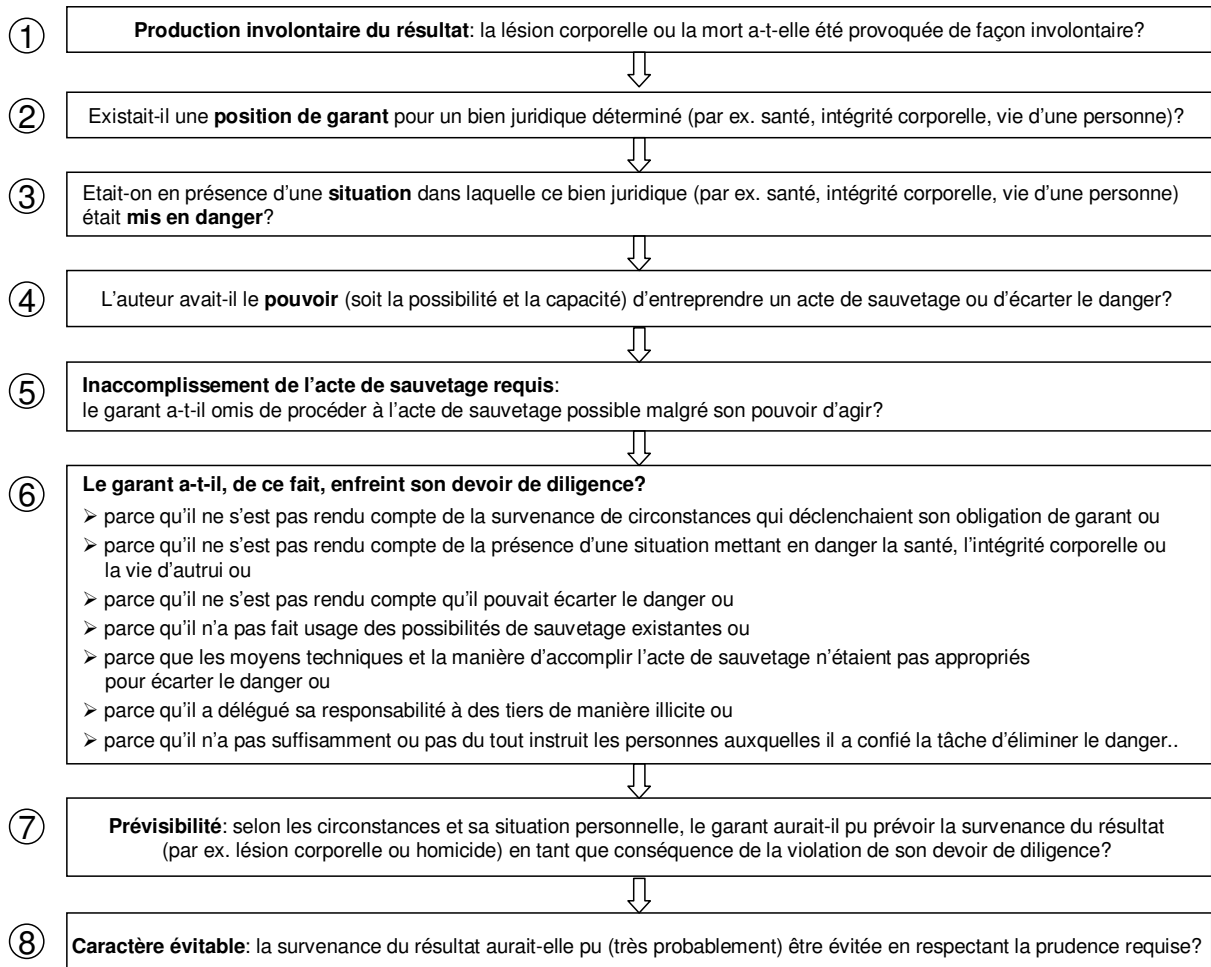 ① Production involontaire du résultat: la lésion corporelle ou la mort a-t-elle été provoquée de façon involontaire?
② Existait-il une position de garant pour un bien juridique déterminé (par ex. santé, intégrité corporelle, vie d'une personne)?
③ Etait-on en présence d'une situation dans laquelle ce bien juridique (par ex. santé, intégrité corporelle, vie d'une personne)
était mis en danger?
④ L'auteur avait-il le pouvoir (soit la possibilité et la capacité) d'entreprendre un acte de sauvetage ou d'écarter le danger?
⑤ Inaccomplissement de l'acte de sauvetage requis:
le garant a-t-il omis de procéder à l'acte de sauvetage possible malgré son pouvoir d'agir?
⑥ Le garant a-t-il, de ce fait, enfreint son devoir de diligence?
➢ parce qu'il ne s'est pas rendu compte de la survenance de circonstances qui déclenchaient son obligation de garant ou
➢ parce qu'il ne s'est pas rendu compte de la présence d'une situation mettant en danger la santé, l'intégrité corporelle ou
la vie d'autrui ou
➢ parce qu'il ne s'est pas rendu compte qu'il pouvait écarter le danger ou
➢ parce qu'il n'a pas fait usage des possibilités de sauvetage existantes ou
➢ parce que les moyens techniques et la manière d'accomplir l'acte de sauvetage n'étaient pas appropriés
pour écarter le danger ou
➢ parce qu'il a délégué sa responsabilité à des tiers de manière illicite ou
➢ parce qu'il n'a pas suffisamment ou pas du tout instruit les personnes auxquelles il a confié la tâche d'éliminer le danger..
⑦ Prévisibilité: selon les circonstances et sa situation personnelle, le garant aurait-il pu prévoir la survenance du résultat
(par ex. lésion corporelle ou homicide) en tant que conséquence de la violation de son devoir de diligence?
⑧ Caractère évitable: la survenance du résultat aurait-elle pu (très probablement) être évitée en respectant la prudence requise?